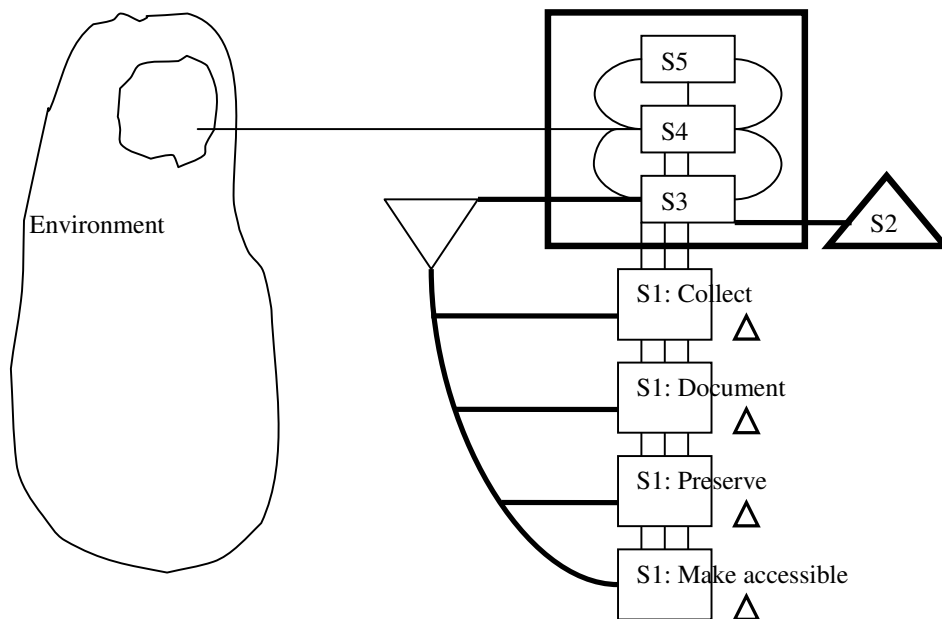 S5
S4
S3
S2
Environment
S1: Collect
S1: Document
S1: Preserve
S1: Make accessible